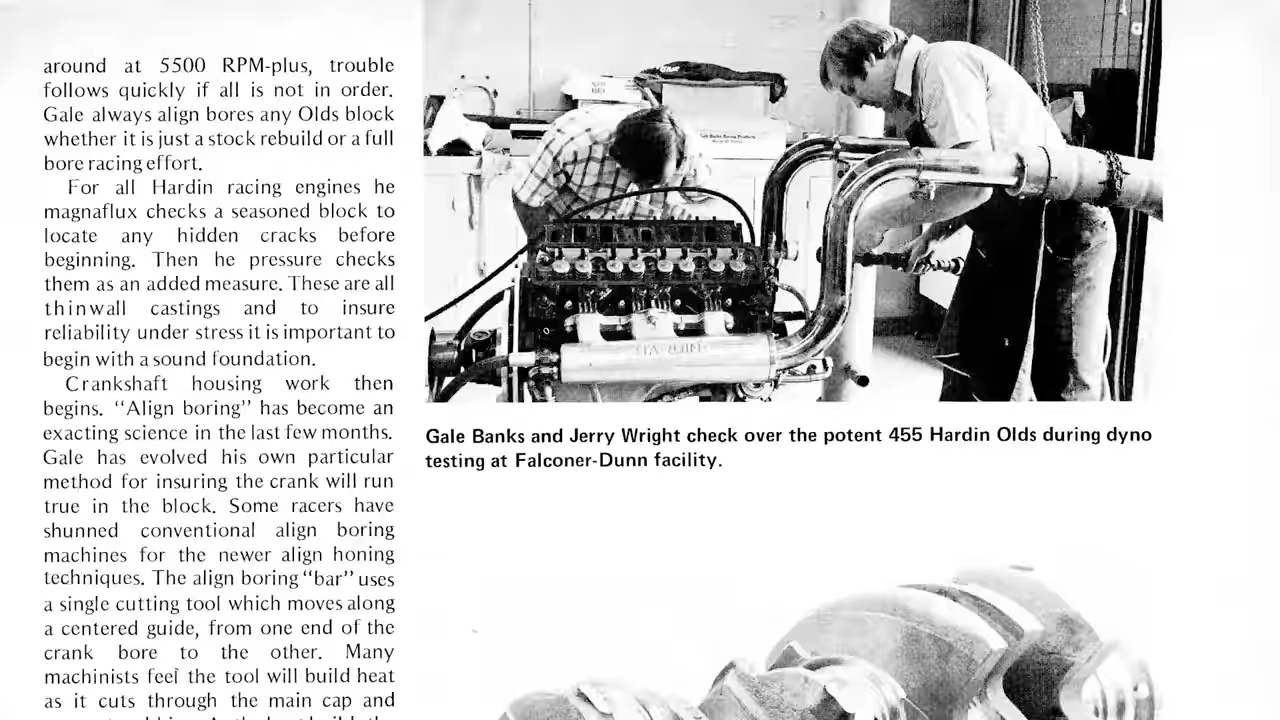 around at 5500 RPM-plus, trouble
follows quickly if all is not in order.
Gale always align bores any Olds block
whether it is just a stock rebuild or a full
bore racing effort.
For all Hardin racing engines he
magnaflux checks a seasoned block to
locate any hidden cracks before
beginning. Then he pressure checks
them as an added measure. These are all
thinwall castings and to insure
reliability under stress it is important to
begin with a sound foundation.
Crankshaft housing work then
begins. “Align boring” has become an
exacting science in the last few months.
Gale has evolved his own particular
method for insuring the crank will run
true in the block. Some racers have
shunned conventional align boring
machines for the newer align honing
techniques. The align boring “bar” uses
a single cutting tool which moves along
a centered guide, from one end of the
crank bore to the other. Many
machinists feel the tool will build heat
as it cuts through the main cap and
Gale Banks Racing Products
HARDIN
Gale Banks and Jerry Wright check over the potent 455 Hardin Olds during dyno
testing at Falconer-Dunn facility.